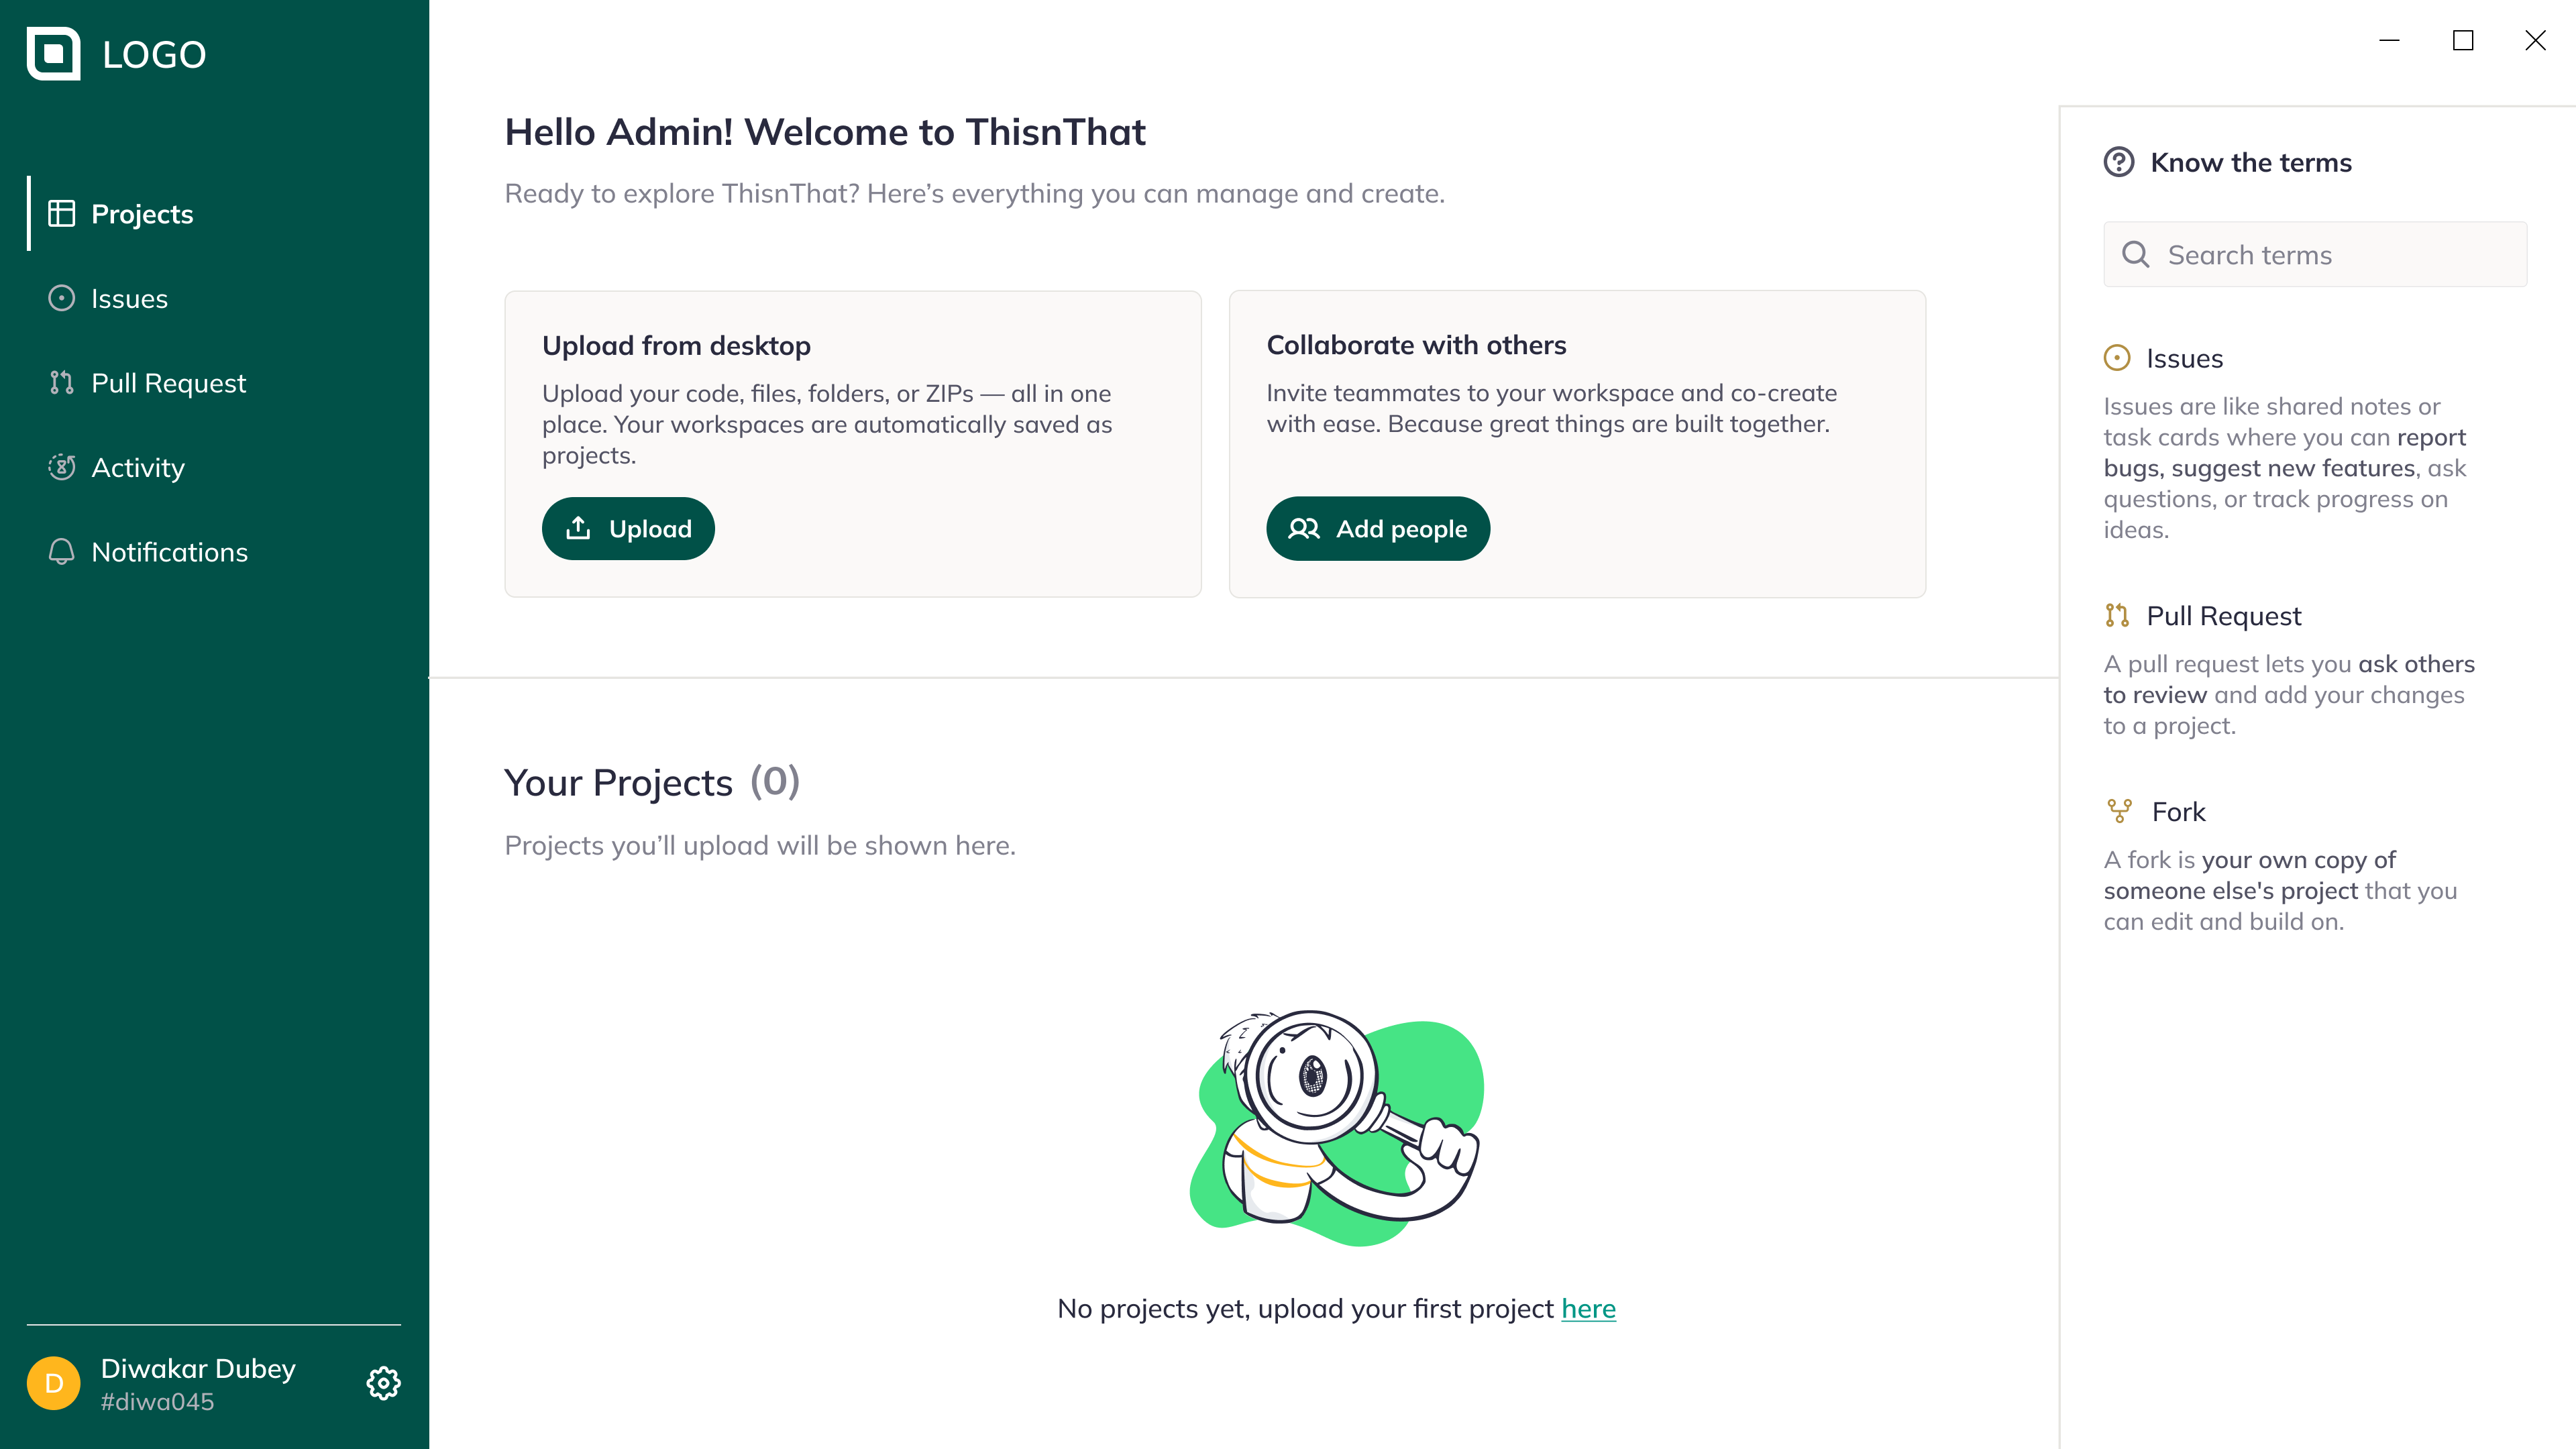 LOGO
Projects
Issues
Pull Request
Activity
Notifications
D
Diwakar Dubey
#diwa045
Hello Admin! Welcome to ThisnThat
Ready to explore ThisnThat? Here’s everything you can manage and create.
Upload from desktop
Upload your code, files, folders, or ZIPs — all in one
place. Your workspaces are automatically saved as
projects.
Upload
Collaborate with others
Invite teammates to your workspace and co-create
with ease. Because great things are built together.
Add people
Your Projects (0)
Projects you’ll upload will be shown here.
No projects yet, upload your first project here
Know the terms
Search terms
Issues
Issues are like shared notes or
task cards where you can report
bugs, suggest new features, ask
questions, or track progress on
ideas.
Pull Request
A pull request lets you ask others
to review and add your changes
to a project.
Fork
A fork is your own copy of
someone else's project that you
can edit and build on.